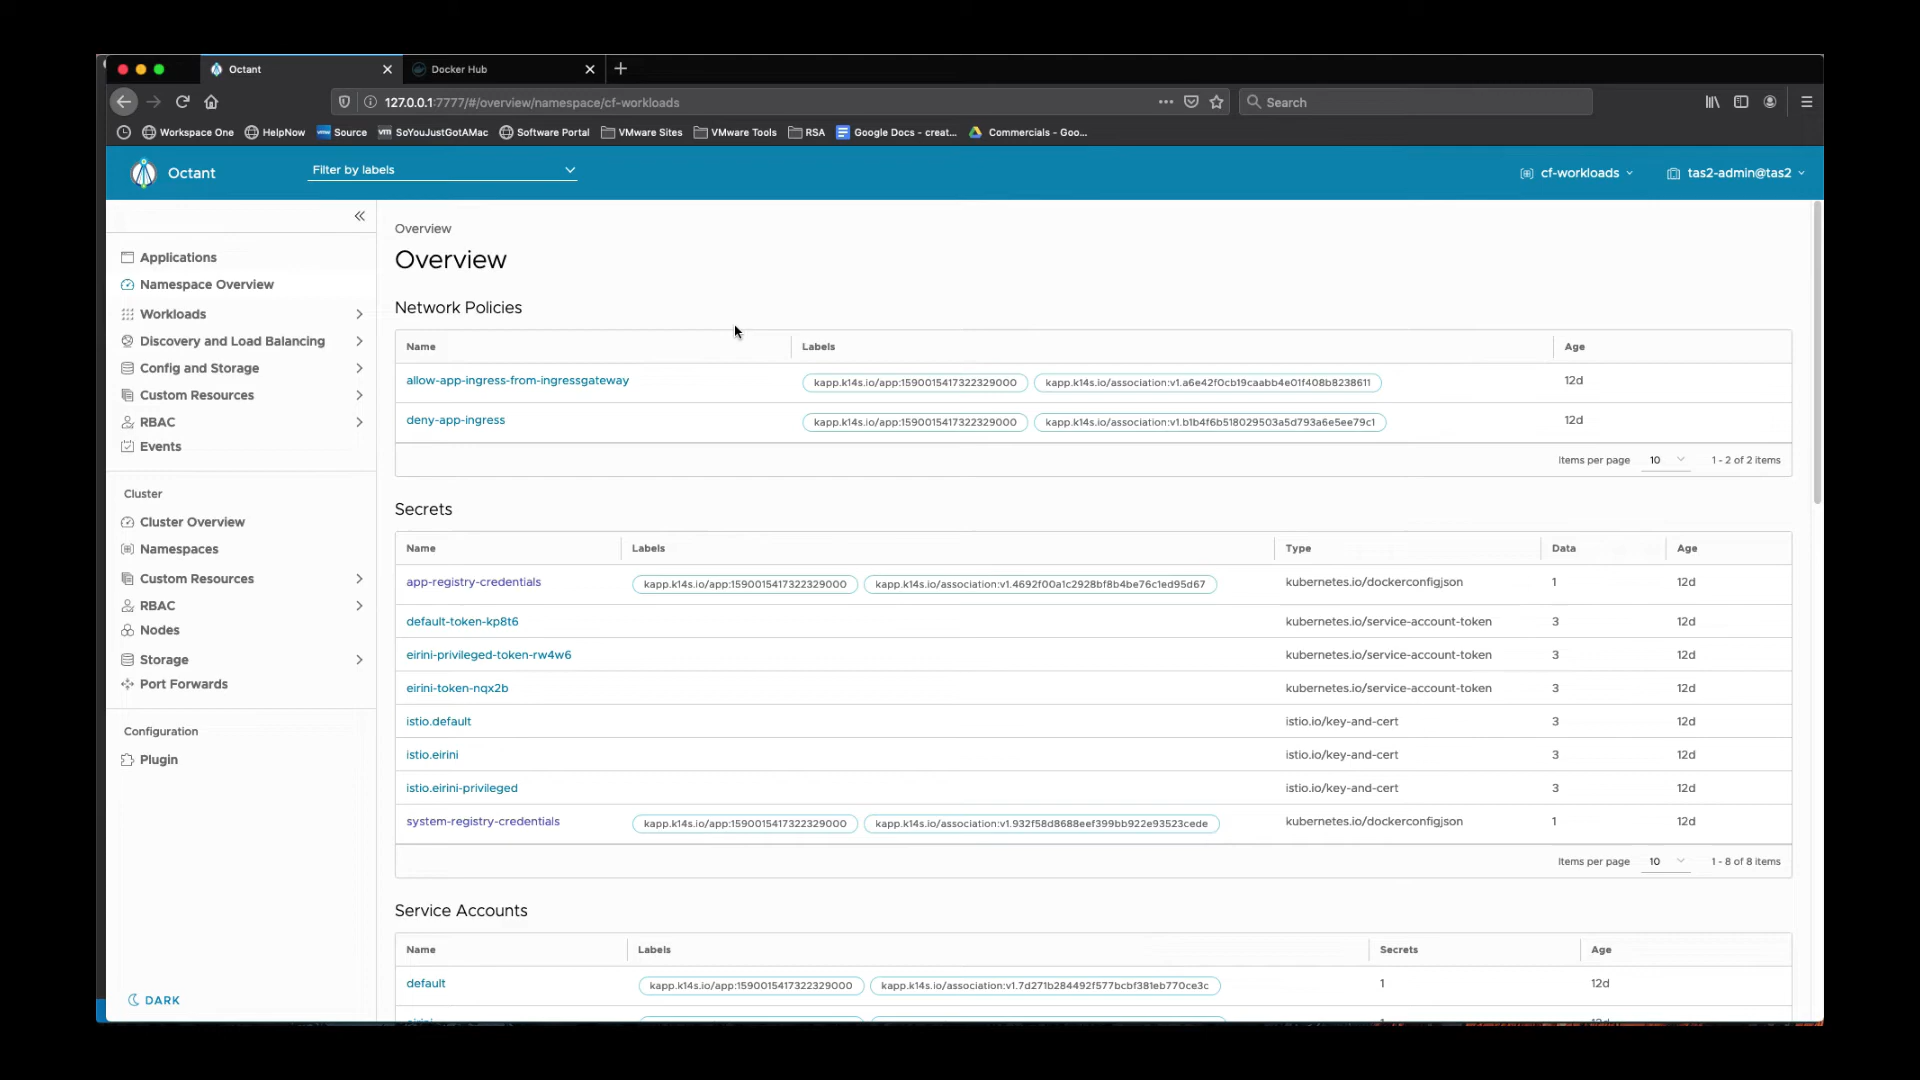 Octant
Docker Hub
127.0.0.1:7777/#/overview/namespace/cf-workloads
Search
Workspace One
HelpNow
Source
SoYouJustGotAMac
Software Portal
VMware Sites
VMware Tools
RSA
Google Docs - creat...
Commercials - Goo...
Octant
Filter by labels
cf-workloads
tas2-admin@tas2
Applications
Namespace Overview
Workloads
Discovery and Load Balancing
Config and Storage
Custom Resources
RBAC
Events
Cluster
Cluster Overview
Namespaces
Custom Resources
RBAC
Nodes
Storage
Port Forwards
Configuration
Plugin
DARK
Overview
Overview
Network Policies
Name Labels Age
allow-app-ingress-from-ingressgateway kapp.k14s.io/app:1590015417322329000 kapp.k14s.io/association:v1.a6e42f0cb19caabb4e01f408b8238611 12d
deny-app-ingress kapp.k14s.io/app:1590015417322329000 kapp.k14s.io/association:v1.b1b4f6b518029503a5d793a6e5ee79c1 12d
Items per page 10 1 - 2 of 2 items
Secrets
Name Labels Type Data Age
app-registry-credentials kapp.k14s.io/app:1590015417322329000 kapp.k14s.io/association:v1.4692f00a1c2928bf8b4be76c1ed95d67 kubernetes.io/dockerconfigjson 1 12d
default-token-kp8t6 kubernetes.io/service-account-token 3 12d
eirini-privileged-token-rw4w6 kubernetes.io/service-account-token 3 12d
eirini-token-nqx2b kubernetes.io/service-account-token 3 12d
istio.default istio.io/key-and-cert 3 12d
istio.eirini istio.io/key-and-cert 3 12d
istio.eirini-privileged istio.io/key-and-cert 3 12d
system-registry-credentials kapp.k14s.io/app:1590015417322329000 kapp.k14s.io/association:v1.932f58d8688eef399bb922e93523cede kubernetes.io/dockerconfigjson 1 12d
Items per page 10 1 - 8 of 8 items
Service Accounts
Name Labels Secrets Age
default kapp.k14s.io/app:1590015417322329000 kapp.k14s.io/association:v1.7d271b284492f577bcbf381eb770ce3c 1 12d